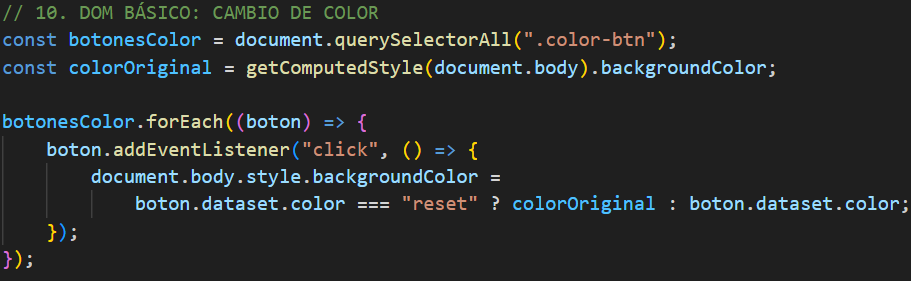 // 10. DOM BÁSICO: CAMBIO DE COLOR
const botonesColor = document.querySelectorAll(".color-btn");
const colorOriginal = getComputedStyle(document.body).backgroundColor;

botonesColor.forEach((boton) => {
    boton.addEventListener("click", () => {
        document.body.style.backgroundColor =
            boton.dataset.color === "reset" ? colorOriginal : boton.dataset.color;
    });
});